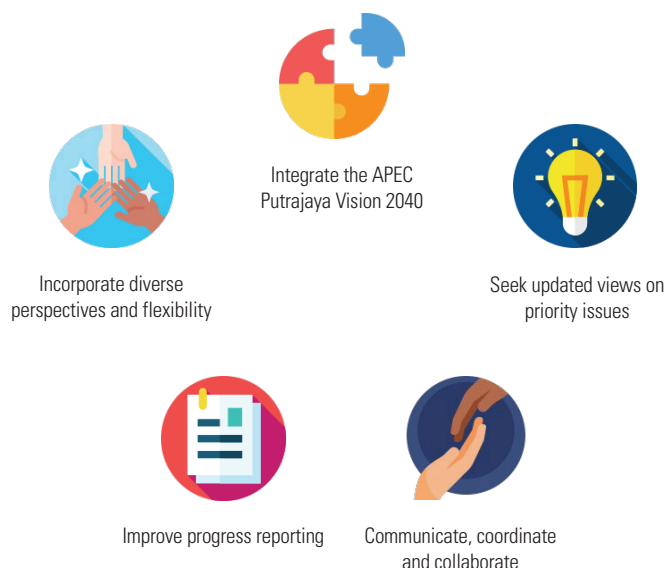 Integrate the APEC
Putrajaya Vision 2040
Incorporate diverse
perspectives and flexibility
Seek updated views on
priority issues
Improve progress reporting
Communicate, coordinate
and collaborate